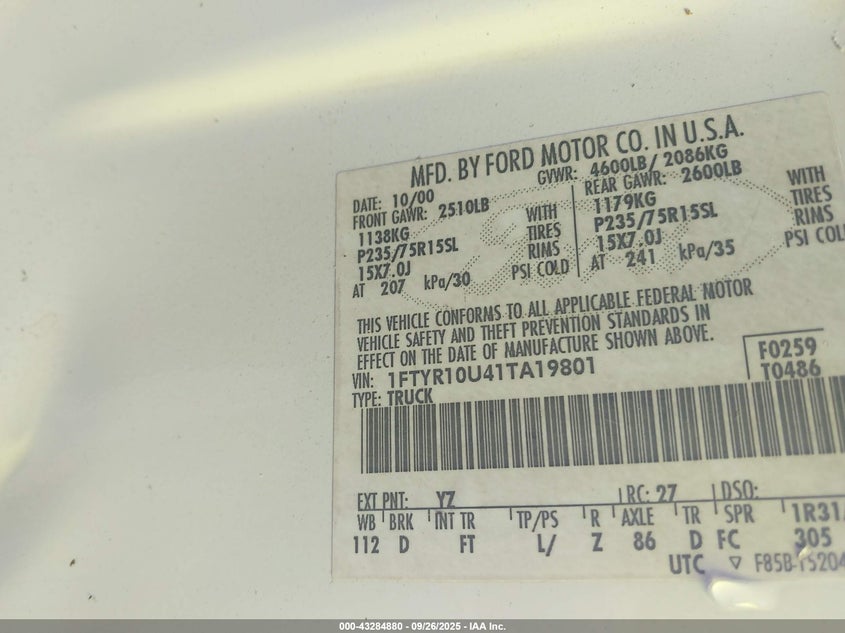 MFD. BY FORD MOTOR CO. IN U.S.A.
DATE: 10/00 GVWR: 4600LB/ 2086KG
FRONT GAWR: 2510LB REAR GAWR: 2600LB
1138KG WITH 1179KG WITH
P235/75R15SL TIRES P235/75R15SL TIRES
15X7.0J RIMS 15X7.0J RIMS
AT 207 kPa/30 PSI COLD AT 241 kPa/35 PSI COLD
THIS VEHICLE CONFORMS TO ALL APPLICABLE FEDERAL MOTOR
VEHICLE SAFETY AND THEFT PREVENTION STANDARDS IN
EFFECT ON THE DATE OF MANUFACTURE SHOWN ABOVE.
VIN: 1FTYR10U41TA19801 F0259
TYPE: TRUCK T0486
EXT PNT: YZ RC: 27 DSO:
WB BRK INT TR TP/PS R AXLE TR SPR 1R31
112 D FT L/ Z 86 D FC 305
UTC ▽ F85B-15204
000-43284880 - 09/26/2025 - IAA Inc.